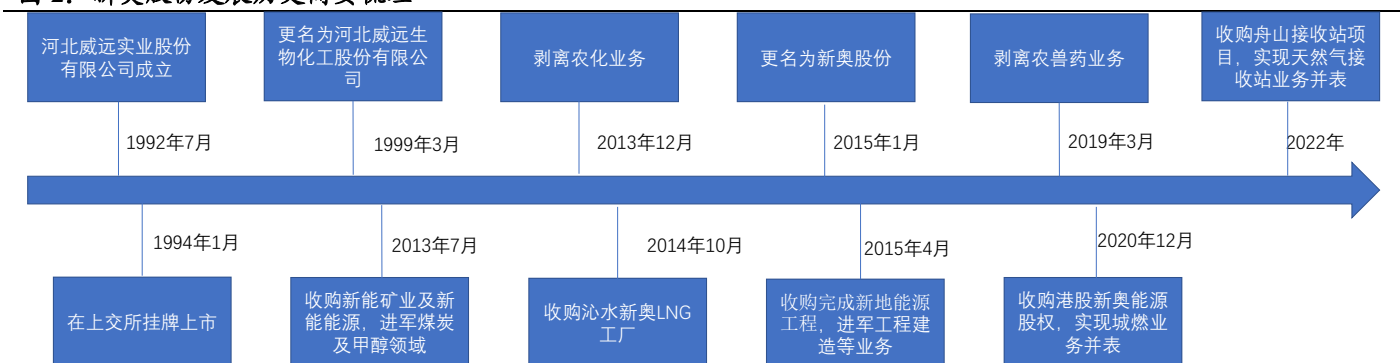 河北威远实业股份
有限公司成立
更名为河北威远生
物化工股份有限公
司
剥离农化业务
更名为新奥股份
剥离农兽药业务
收购舟山接收站项
目，实现天然气接
收站业务并表
1992年7月
1999年3月
2013年12月
2015年1月
2019年3月
2022年
1994年1月
2013年7月
2014年10月
2015年4月
2020年12月
在上交所挂牌上市
收购新能矿业及新
能能源，进军煤炭
及甲醇领域
收购沁水新奥LNG
工厂
收购完成新地能源
工程，进军工程建
造等业务
收购港股新奥能源
股权，实现城燃业
务并表